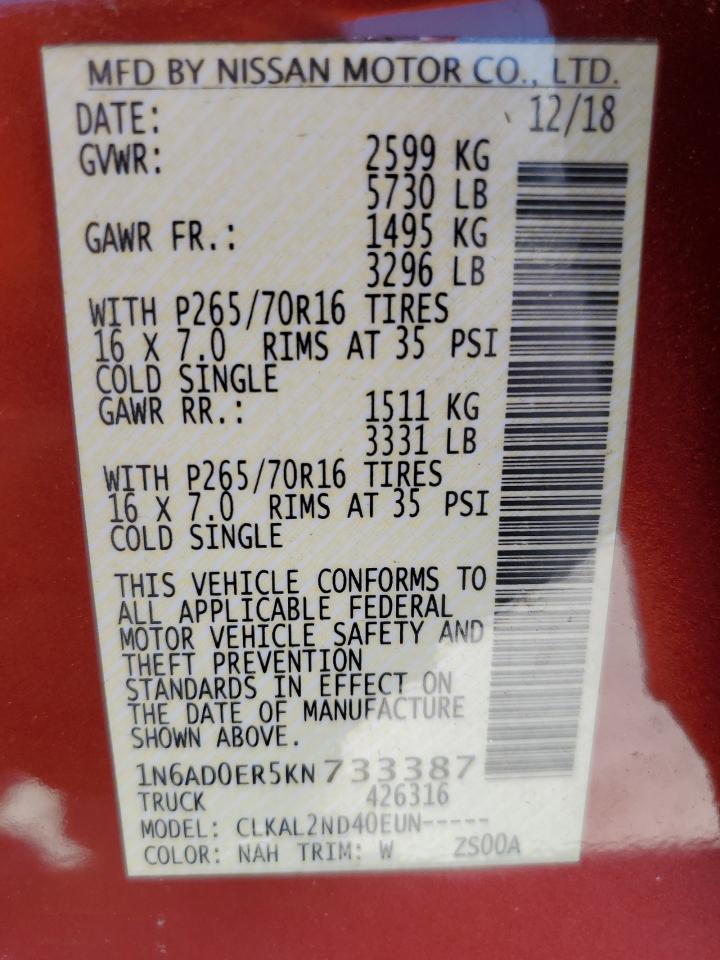 MFD BY NISSAN MOTOR CO., LTD.
DATE: 12/18
GVWR: 2599 KG
5730 LB
GAWR FR.: 1495 KG
3296 LB
WITH P265/70R16 TIRES
16 X 7.0 RIMS AT 35 PSI
COLD SINGLE
GAWR RR.: 1511 KG
3331 LB
WITH P265/70R16 TIRES
16 X 7.0 RIMS AT 35 PSI
COLD SINGLE
THIS VEHICLE CONFORMS TO
ALL APPLICABLE FEDERAL
MOTOR VEHICLE SAFETY AND
THEFT PREVENTION
STANDARDS IN EFFECT ON
THE DATE OF MANUFACTURE
SHOWN ABOVE.
1N6AD0ER5KN733387
TRUCK 426316
MODEL: CLKAL2ND40EUN-----
COLOR: NAH TRIM: W ZS00A